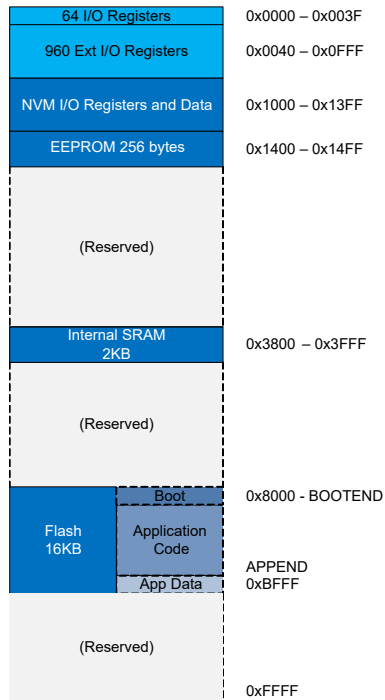 64 I/O Registers 0x0000 – 0x003F
960 Ext I/O Registers 0x0040 – 0x0FFF
NVM I/O Registers and Data 0x1000 – 0x13FF
EEPROM 256 bytes 0x1400 – 0x14FF
(Reserved)
Internal SRAM
2KB
0x3800 – 0x3FFF
(Reserved)
Boot 0x8000 - BOOTEND
Flash
16KB
Application
Code
APPEND
App Data 0xBFFF
(Reserved)
0xFFFF